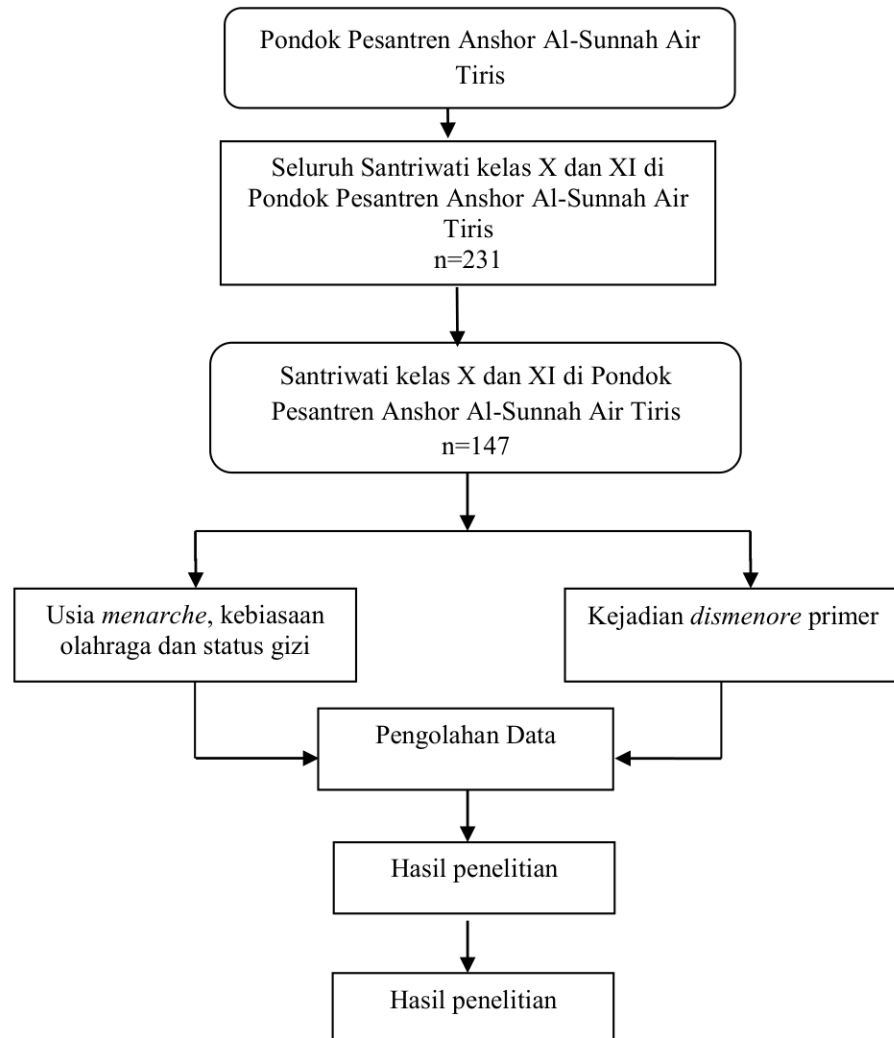 Pondok Pesantren Anshor Al-Sunnah Air
Tiris
Seluruh Santriwati kelas X dan XI di
Pondok Pesantren Anshor Al-Sunnah Air
Tiris
n=231
Santriwati kelas X dan XI di Pondok
Pesantren Anshor Al-Sunnah Air Tiris
n=147
Usia menarche, kebiasaan
olahraga dan status gizi
Kejadian dismenore primer
Pengolahan Data
Hasil penelitian
Hasil penelitian